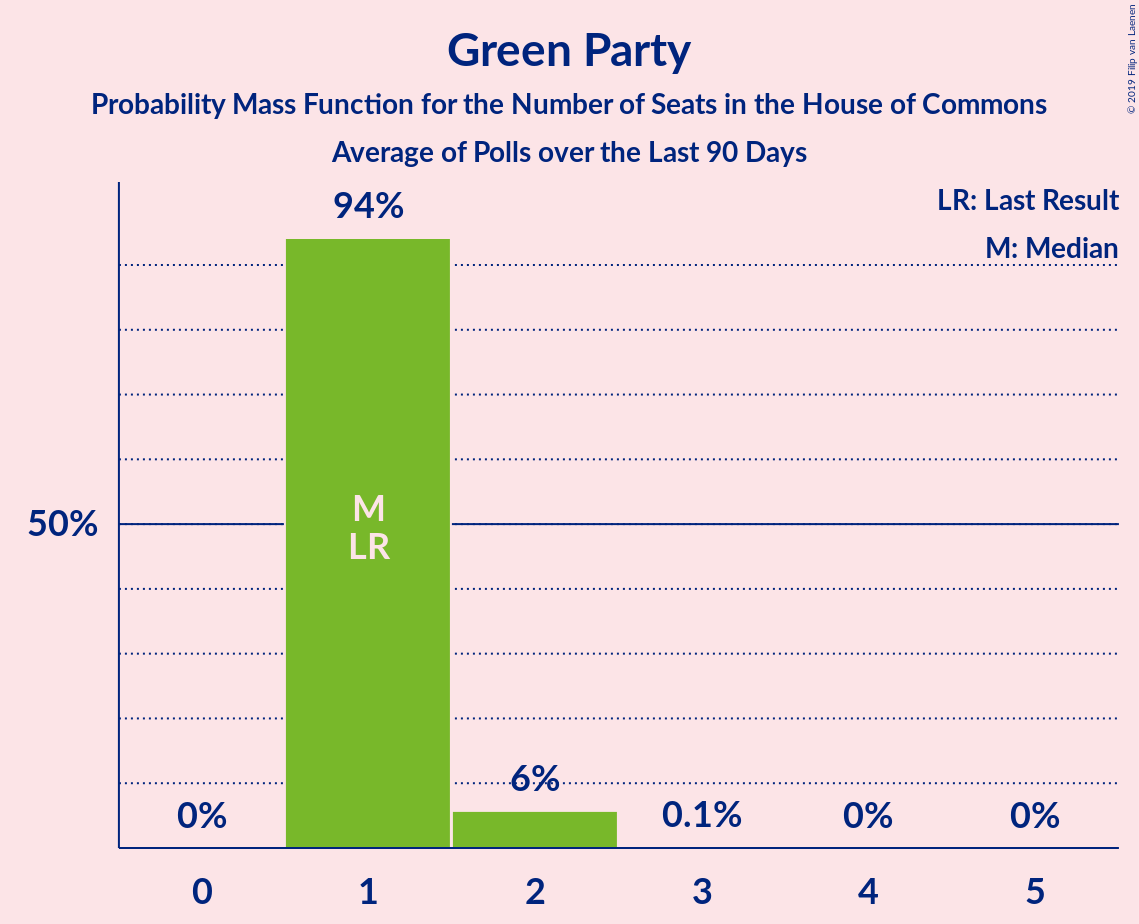 Green Party
Probability Mass Function for the Number of Seats in the House of Commons
Average of Polls over the Last 90 Days
© 2019 Filip van Laenen
LR: Last Result
M: Median
94%
50%
M
LR
6%
0%
0.1%
0%
0%
0
1
2
3
4
5